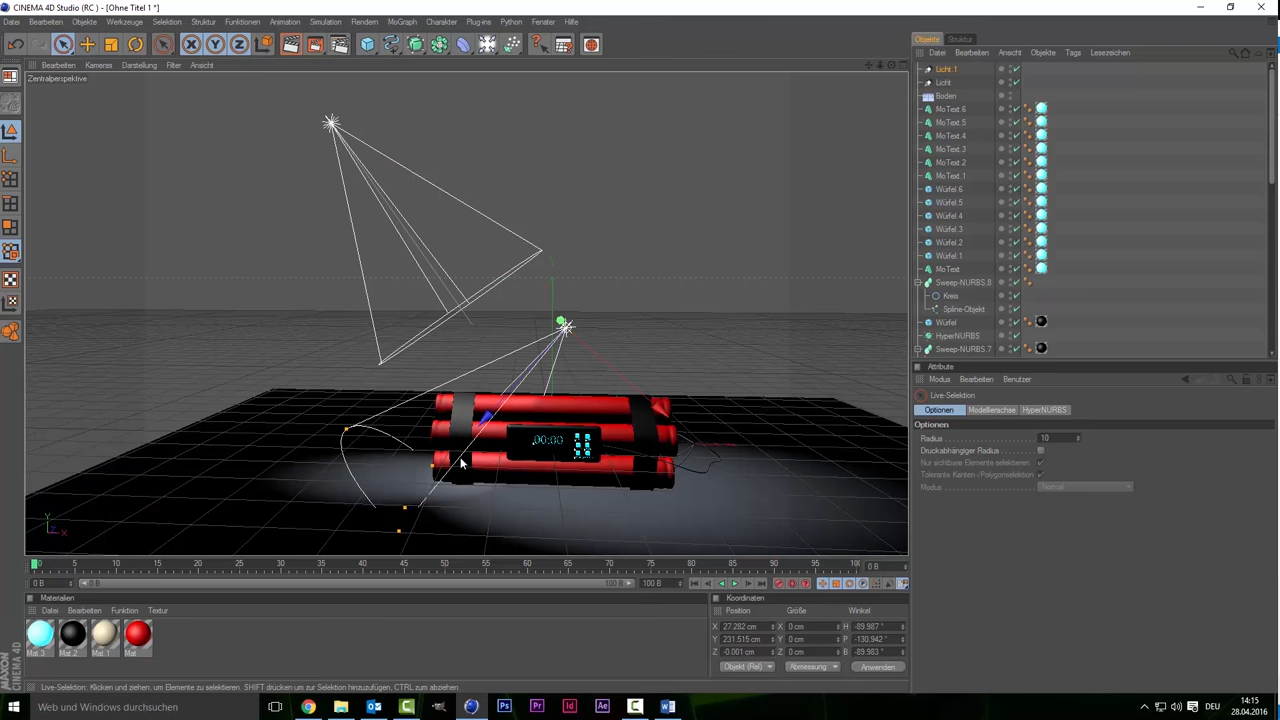 CINEMA 4D Studio (RC ) - [Ohne Titel 1 *]
Datei Bearbeiten Objekte Werkzeuge Selektion Struktur Funktionen Animation Simulation Rendern MoGraph Charakter Plug-ins Python Fenster Hilfe
Objekte Struktur
Datei Bearbeiten Ansicht Objekte Tags Lesezeichen
Bearbeiten Kameras Darstellung Filter Ansicht
Zentralperspektive
Licht.1
Licht
Boden
MoText.6
MoText.5
MoText.4
MoText.3
MoText.2
MoText.1
Würfel.6
Würfel.5
Würfel.4
Würfel.3
Würfel.2
Würfel.1
MoText
Sweep-NURBS.8
Kreis
Spline-Objekt
Würfel
HyperNURBS
Sweep-NURBS.7
Attribute
Modus Bearbeiten Benutzer
Live-Selektion
Optionen Modellierachse HyperNURBS
Optionen
Radius 10
Druckabhängiger Radius
Nur sichtbare Elemente selektieren
Tolerante Kanten-/Polygonselektion
Modus Normal
00:00
Y
Z X
0 5 10 15 20 25 30 35 40 45 50 55 60 65 70 75 80 85 90 95 100 0 B
0 B 0 B 100 B 100 B
Materialien
Datei Bearbeiten Funktion Textur
Mat.3 Mat.2 Mat.1 Mat
Koordinaten
Position Größe Winkel
X 27.282 cm X 0 cm H -89.987 °
Y 231.515 cm Y 0 cm P -130.942 °
Z -0.001 cm Z 0 cm B -89.983 °
Objekt (Rel) Abmessung Anwenden
MAXON CINEMA 4D
Live-Selektion: Klicken und ziehen, um Elemente zu selektieren. SHIFT drücken um zur Selektion hinzuzufügen, CTRL zum abziehen
Web und Windows durchsuchen
Ps Pr Id Ae
DEU
14:15
28.04.2016